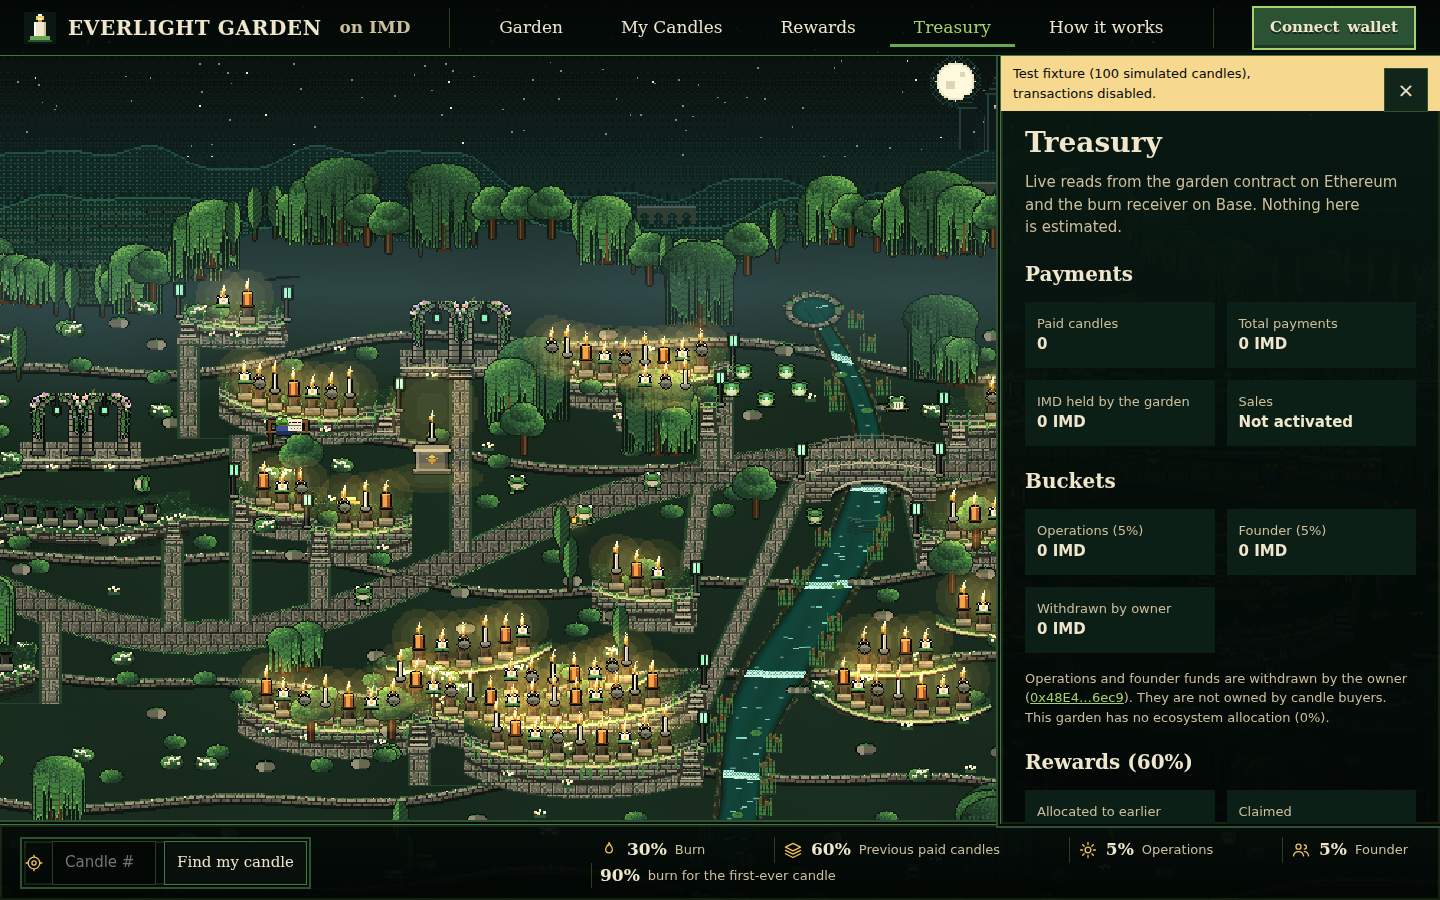 EVERLIGHT GARDEN on IMD
Garden
My Candles
Rewards
Treasury
How it works
Connect wallet
Test fixture (100 simulated candles),
transactions disabled.
Treasury
Live reads from the garden contract on Ethereum
and the burn receiver on Base. Nothing here
is estimated.
Payments
Paid candles
0
Total payments
0 IMD
IMD held by the garden
0 IMD
Sales
Not activated
Buckets
Operations (5%)
0 IMD
Founder (5%)
0 IMD
Withdrawn by owner
0 IMD
Operations and founder funds are withdrawn by the owner
(0x48E4...6ec9). They are not owned by candle buyers.
This garden has no ecosystem allocation (0%).
Rewards (60%)
Allocated to earlier
Claimed
Candle #
Find my candle
30% Burn
60% Previous paid candles
5% Operations
5% Founder
90% burn for the first-ever candle